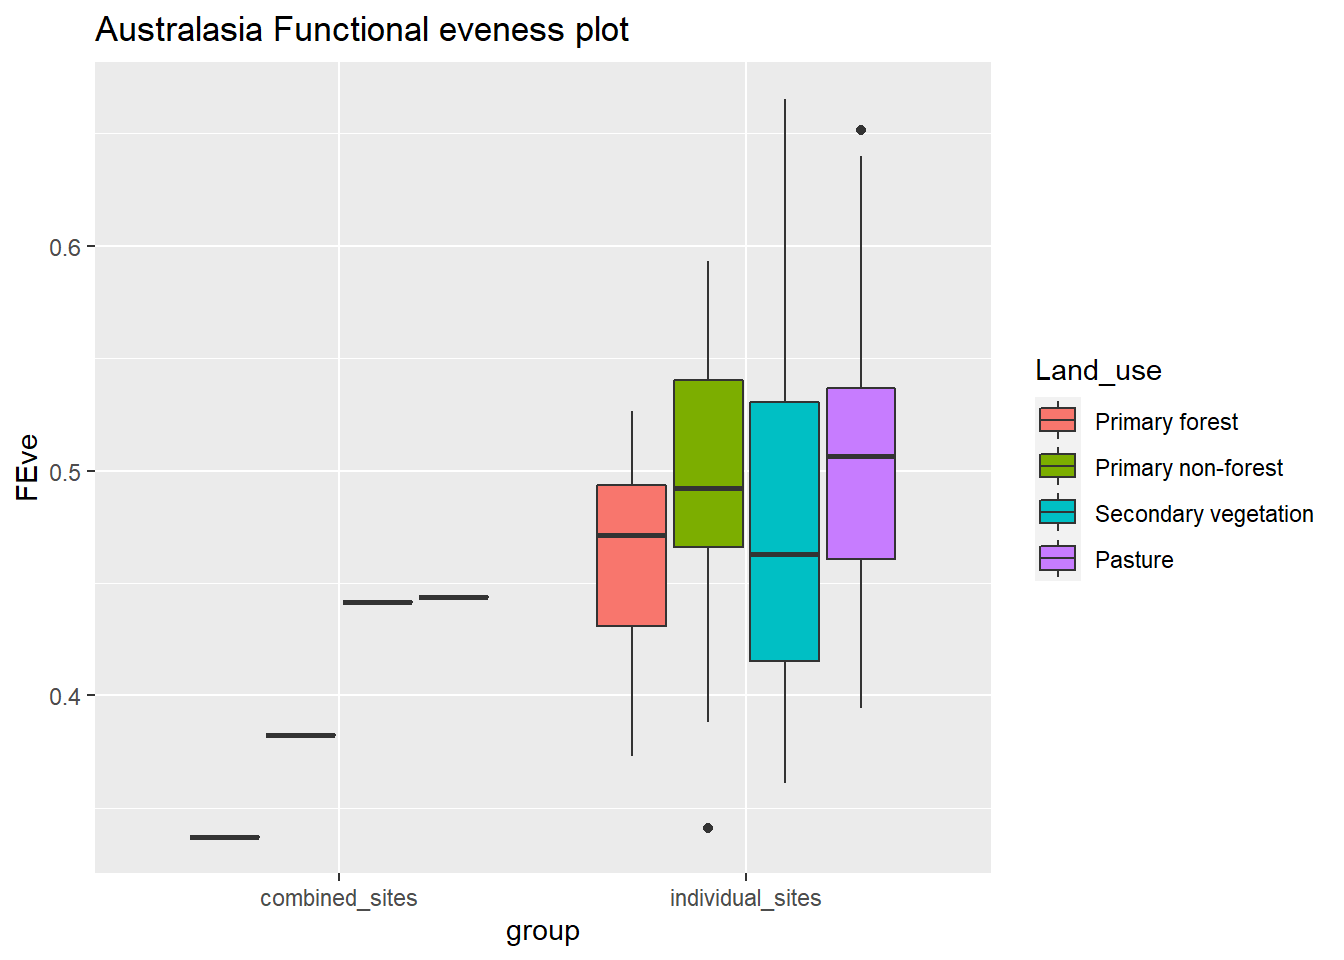 Australasia Functional eveness plot
FEve
0.6
0.5
0.4
combined_sites
individual_sites
group
Land_use
Primary forest
Primary non-forest
Secondary vegetation
Pasture